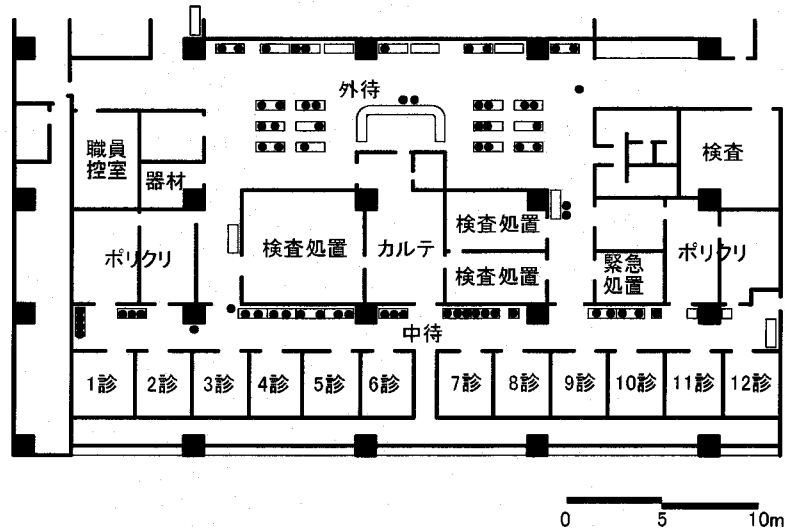 外待
職員
控室
器材
検査
検査処置
カルテ
検査処置
検査処置
ポリクリ
緊急
処置
ポリクリ
中待
1診
2診
3診
4診
5診
6診
7診
8診
9診
10診
11診
12診
0
5
10m